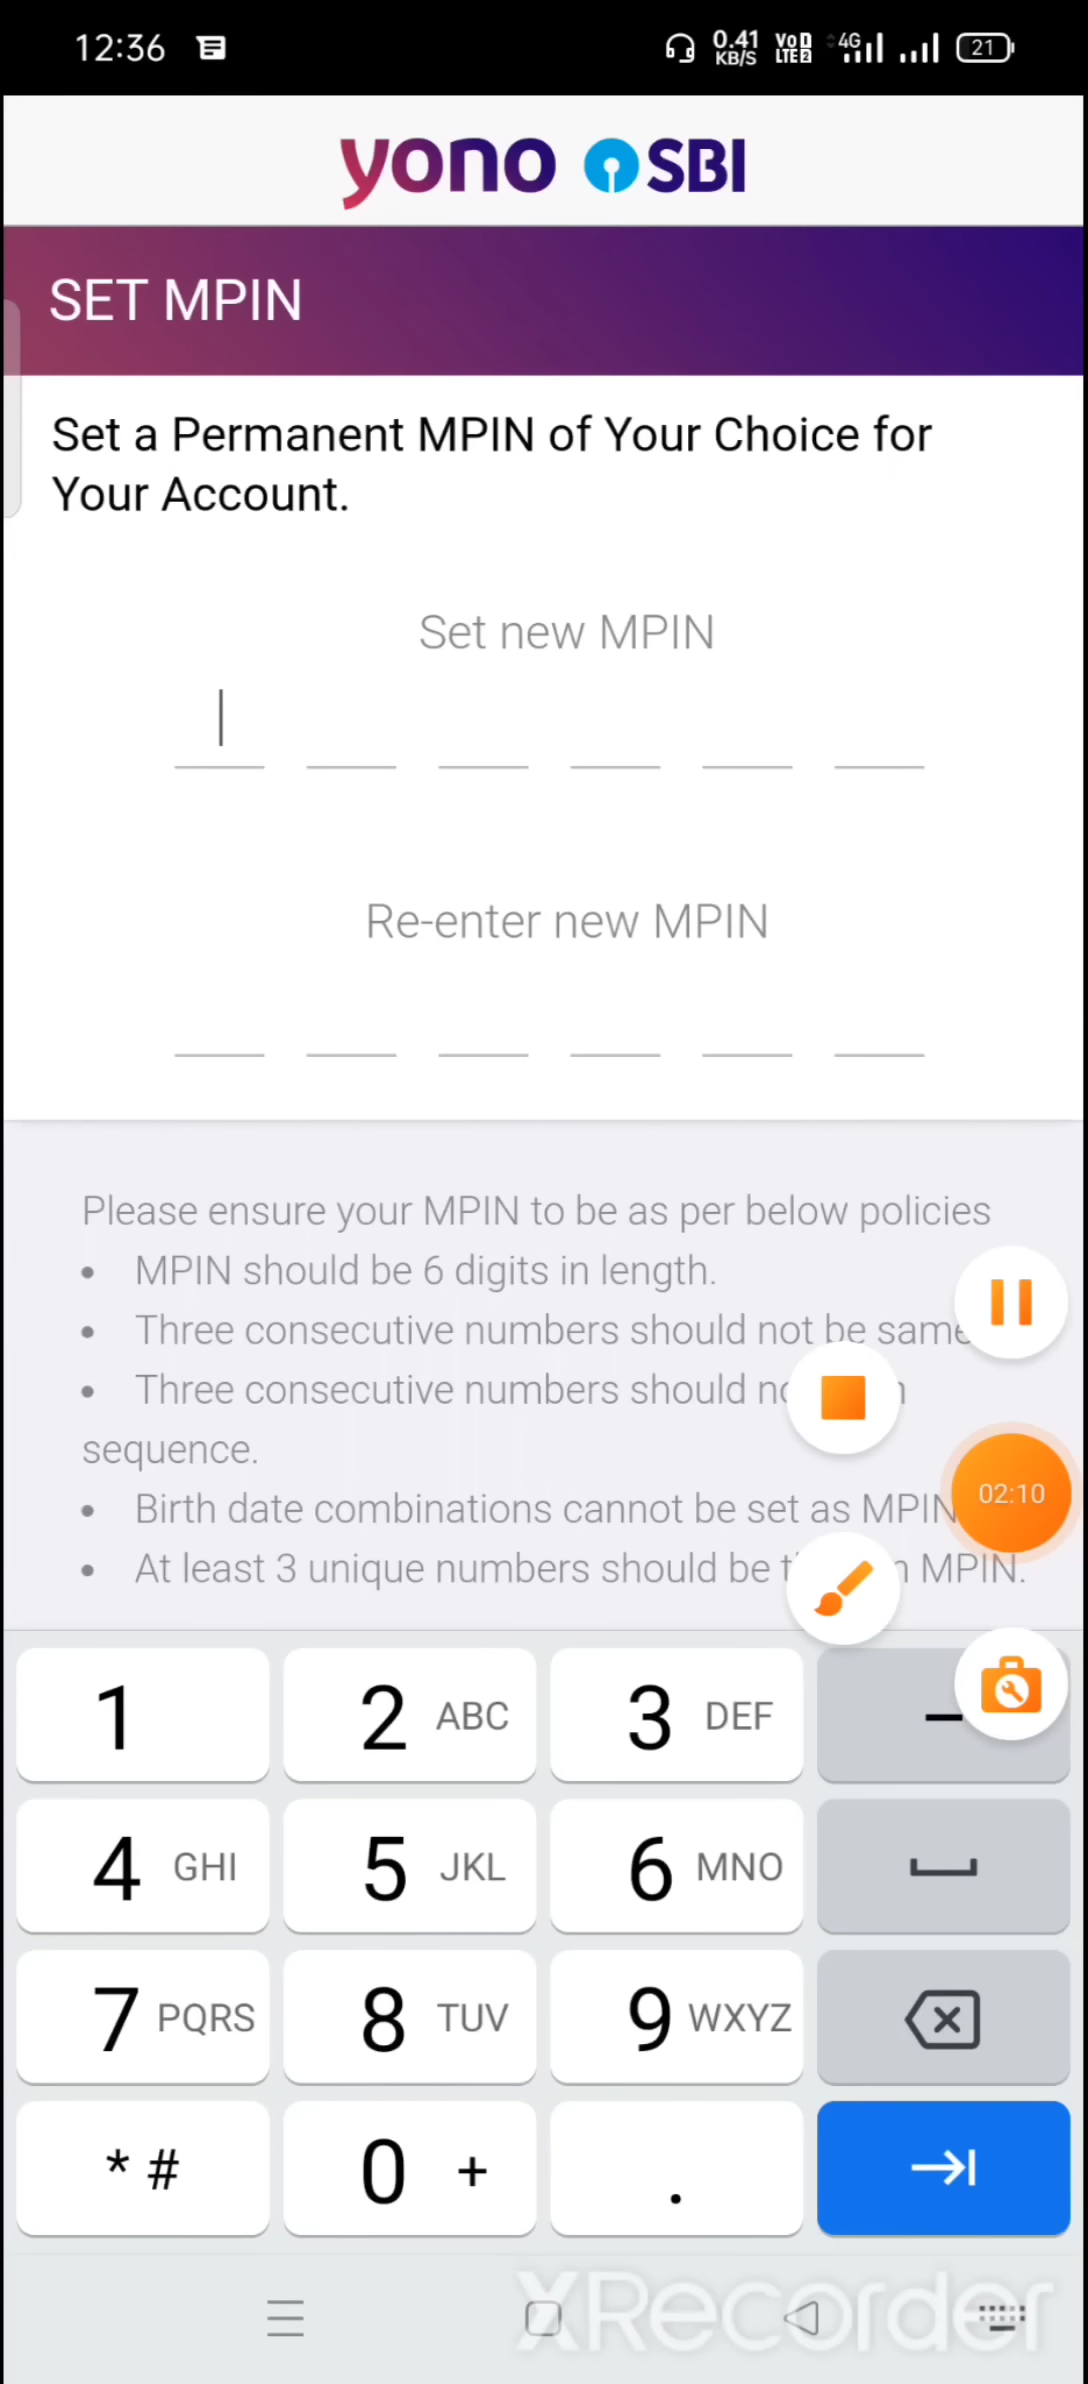 12:36 0.41 KB/S VoD LTE2 4G 21
yono SBI
SET MPIN
Set a Permanent MPIN of Your Choice for
Your Account.
Set new MPIN
Re-enter new MPIN
Please ensure your MPIN to be as per below policies
• MPIN should be 6 digits in length.
• Three consecutive numbers should not be same
• Three consecutive numbers should
sequence.
• Birth date combinations cannot be set as MPIN
02:10
• At least 3 unique numbers should be MPIN.
1 2 ABC 3 DEF –
4 GHI 5 JKL 6 MNO
7 PQRS 8 TUV 9 WXYZ
* # 0 + .
XRecorder